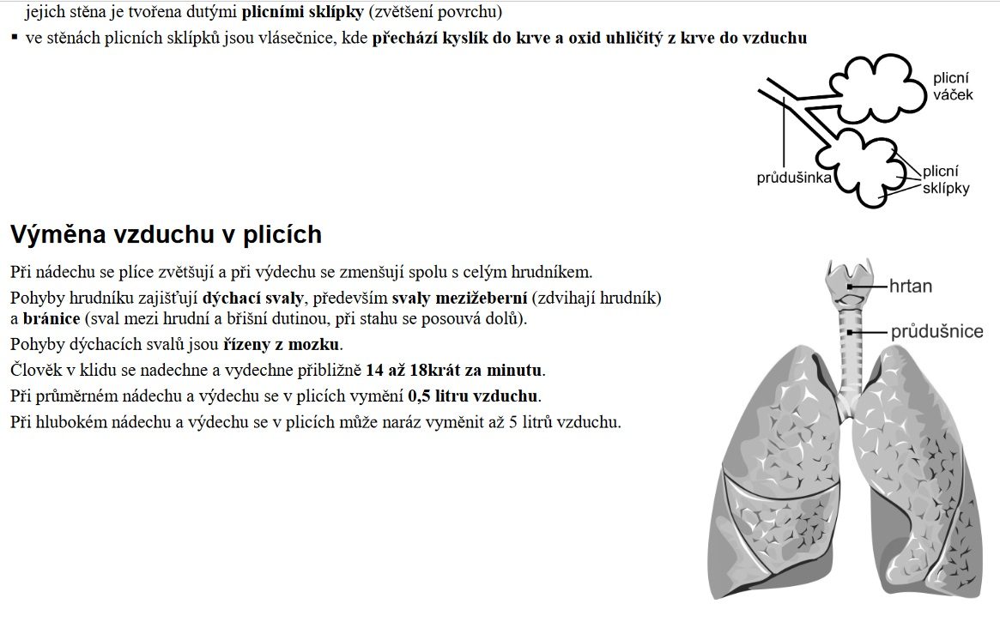 jejich stěna je tvořena dutými plicními sklípky (zvětšení povrchu)
▪ ve stěnách plicních sklípků jsou vlásečnice, kde přechází kyslík do krve a oxid uhličitý z krve do vzduchu
plicní
váček
průdušinka
plicní
sklípky
Výměna vzduchu v plicích
Při nádechu se plíce zvětšují a při výdechu se zmenšují spolu s celým hrudníkem.
Pohyby hrudníku zajišťují dýchací svaly, především svaly mezižeberní (zdvihají hrudník)
a bránice (sval mezi hrudní a břišní dutinou, při stahu se posouvá dolů).
Pohyby dýchacích svalů jsou řízeny z mozku.
Člověk v klidu se nadechne a vydechne přibližně 14 až 18krát za minutu.
Při průměrném nádechu a výdechu se v plicích vymění 0,5 litru vzduchu.
Při hlubokém nádechu a výdechu se v plicích může naráz vyměnit až 5 litrů vzduchu.
hrtan
průdušnice